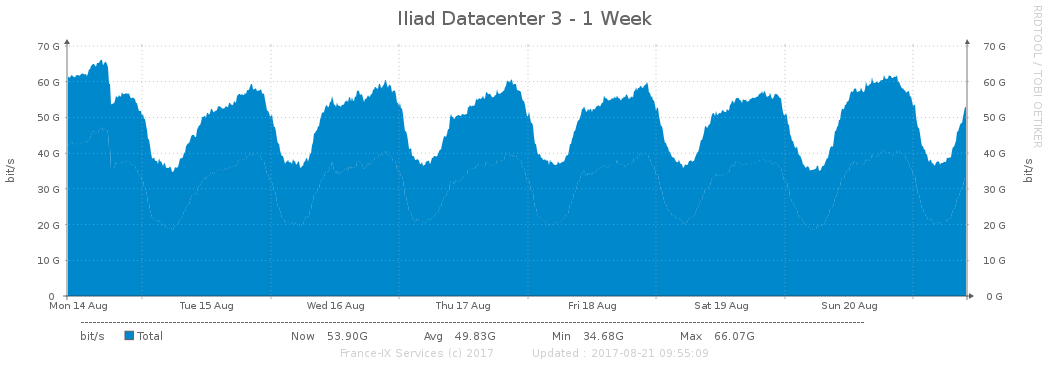 Iliad Datacenter 3 - 1 Week
RRDTOOL / TOBI OETIKER
70 G 70 G
60 G 60 G
50 G 50 G
40 G 40 G
30 G 30 G
20 G 20 G
10 G 10 G
0 0 G
bit/s bit/s
Mon 14 Aug Tue 15 Aug Wed 16 Aug Thu 17 Aug Fri 18 Aug Sat 19 Aug Sun 20 Aug
bit/s Total Now 53.90G Avg 49.83G Min 34.68G Max 66.07G
France-IX Services (c) 2017 Updated : 2017-08-21 09:55:09